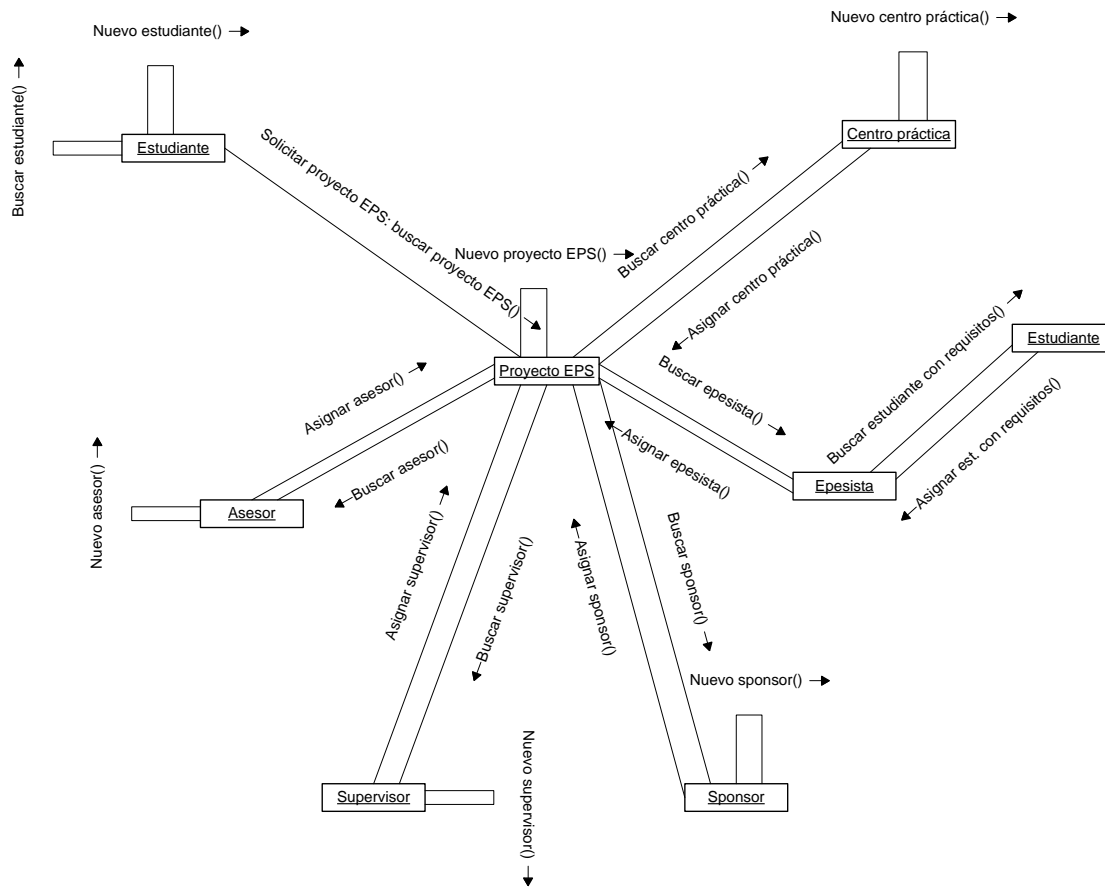 Nuevo estudiante()
Nuevo centro práctica()
Buscar estudiante()
Estudiante
Centro práctica
Solicitar proyecto EPS: buscar proyecto EPS()
Buscar centro práctica()
Nuevo proyecto EPS()
Asignar centro práctica()
Estudiante
Buscar estudiante con requisitos()
Proyecto EPS
Buscar epesista()
Asignar asesor()
Asignar epesista()
Asignar est. con requisitos()
Buscar asesor()
Nuevo asesor()
Epesista
Asesor
Asignar supervisor()
Buscar supervisor()
Asignar sponsor()
Buscar sponsor()
Nuevo sponsor()
Nuevo supervisor()
Supervisor
Sponsor